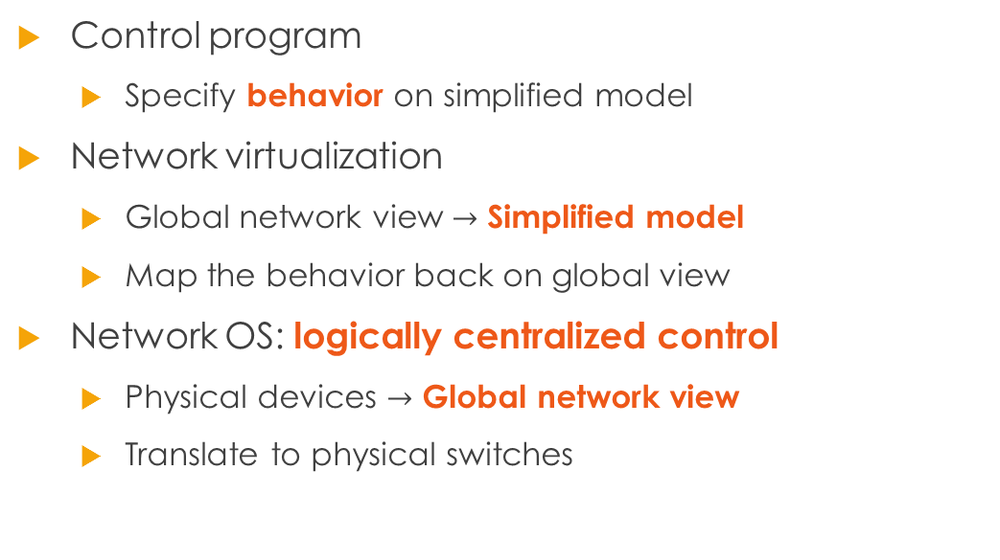 Control program
Specify behavior on simplified model
Network virtualization
Global network view → Simplified model
Map the behavior back on global view
Network OS: logically centralized control
Physical devices → Global network view
Translate to physical switches